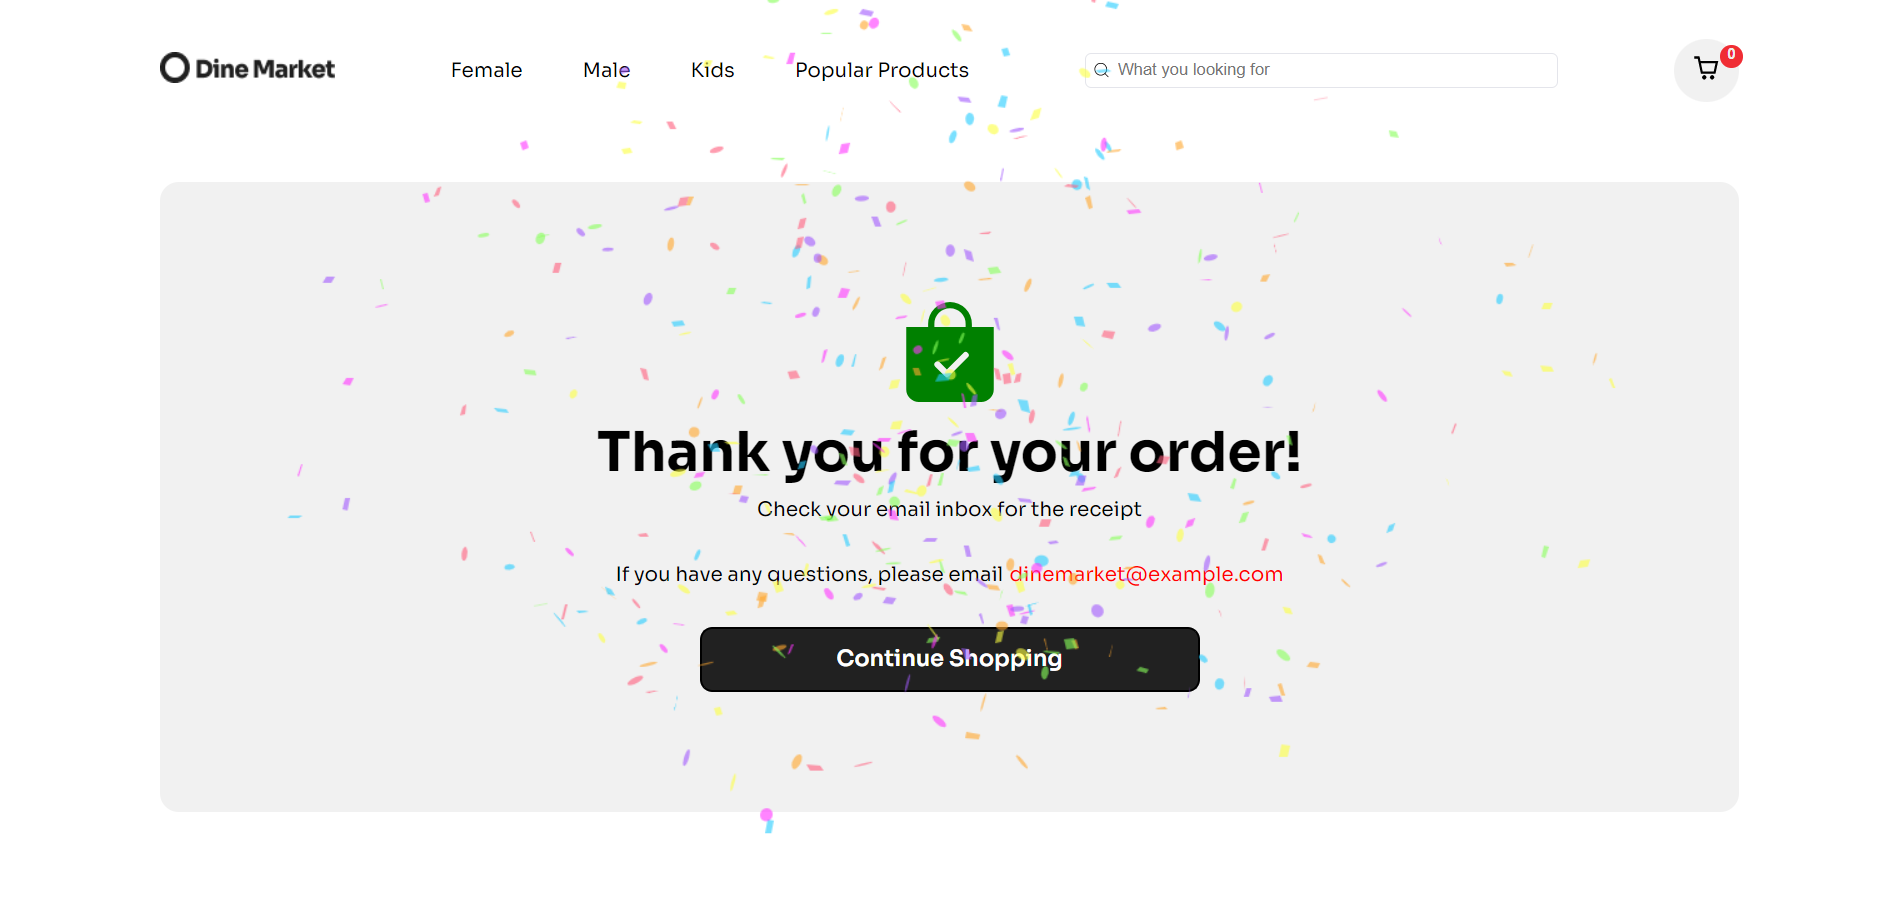 Dine Market
Female
Male
Kids
Popular Products
What you looking for
0
Thank you for your order!
Check your email inbox for the receipt
If you have any questions, please email dinemarket@example.com
Continue Shopping